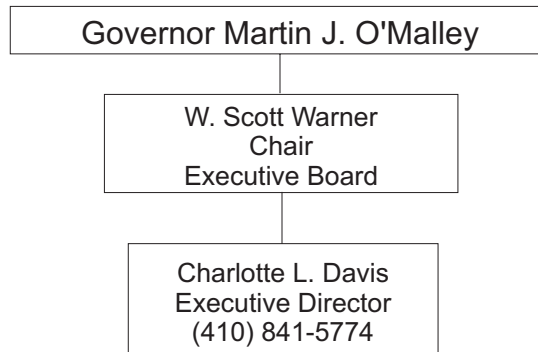 Governor Martin J. O'Malley
W. Scott Warner
Chair
Executive Board
Charlotte L. Davis
Executive Director
(410) 841-5774